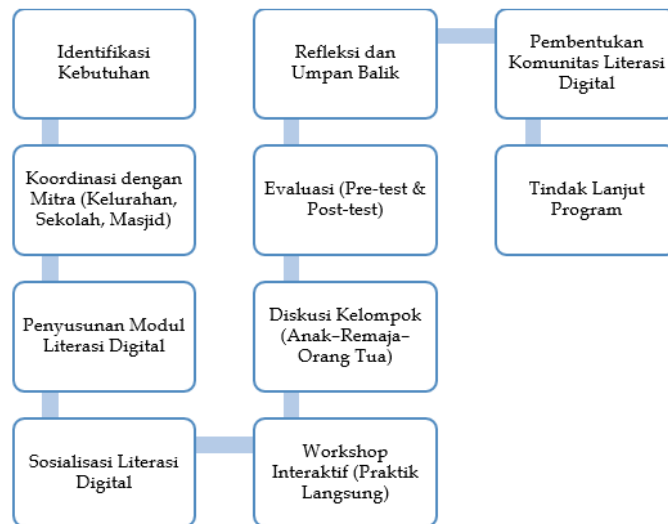 Identifikasi
Kebutuhan
Koordinasi dengan
Mitra (Kelurahan,
Sekolah, Masjid)
Penyusunan Modul
Literasi Digital
Sosialisasi Literasi
Digital
Workshop
Interaktif (Praktik
Langsung)
Diskusi Kelompok
(Anak–Remaja–
Orang Tua)
Evaluasi (Pre-test &
Post-test)
Refleksi dan
Umpan Balik
Pembentukan
Komunitas Literasi
Digital
Tindak Lanjut
Program